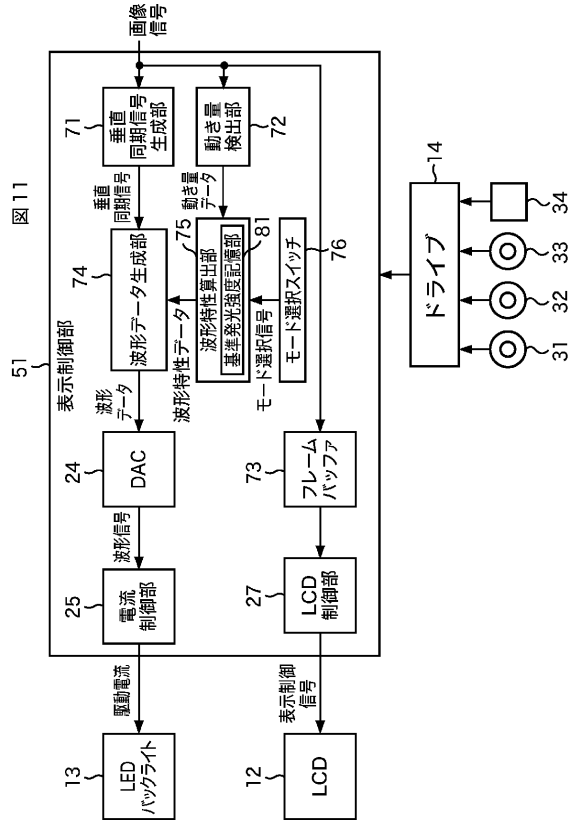 図11
51
表示制御部
画像
信号
71
垂直
同期信号
生成部
72
動き量
検出部
垂直
同期信号
動き量
データ
74
波形データ生成部
75
波形特性算出部
基準発光強度記憶部
81
モード選択スイッチ
76
波形特性データ
モード選択信号
波形
データ
24
DAC
73
フレーム
バッファ
波形信号
25
電流
制御部
27
LCD
制御部
駆動電流
表示制御
信号
13
LED
バックライト
12
LCD
14
ドライブ
31
32
33
34